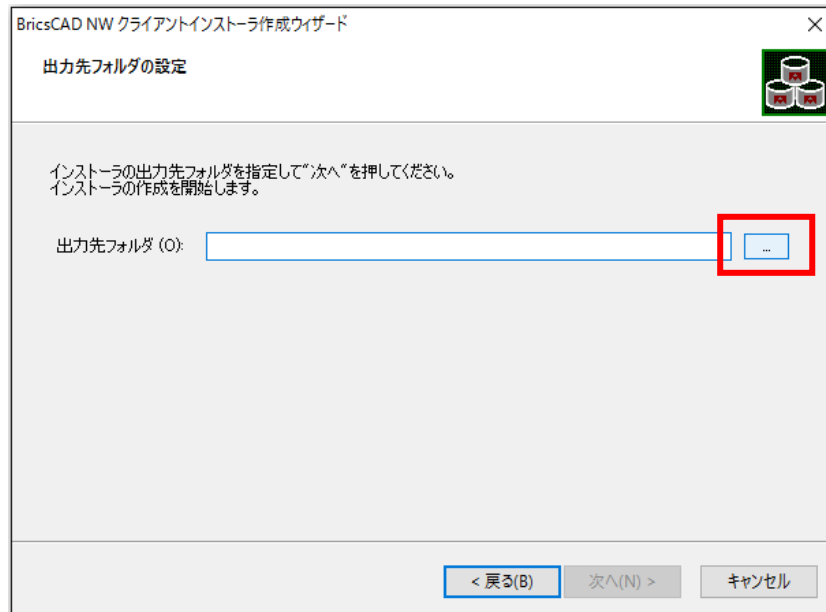 BricsCAD NW クライアントインストーラ作成ウィザード
出力先フォルダの設定
インストーラの出力先フォルダを指定して"次へ"を押してください。
インストーラの作成を開始します。
出力先フォルダ (O):
...
< 戻る(B)
次へ(N) >
キャンセル